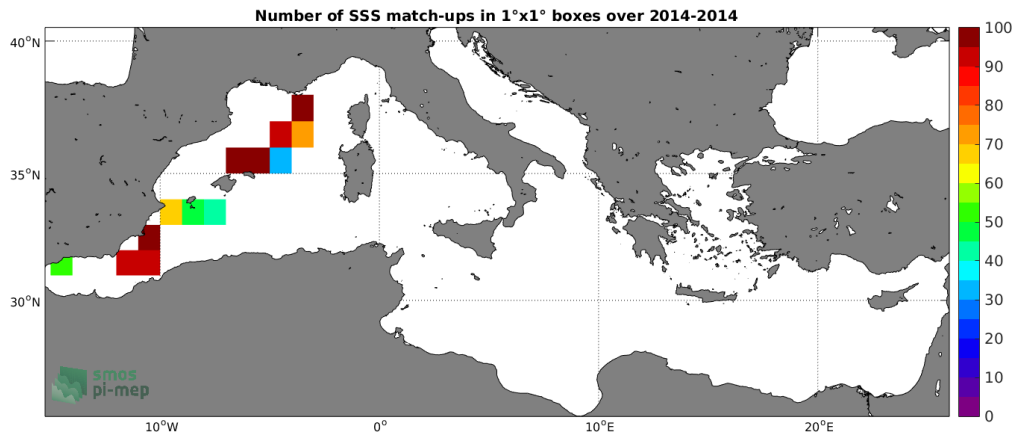 Number of SSS match-ups in 1°x1° boxes over 2014-2014
40°N
35°N
30°N
10°W
0°
10°E
20°E
100
90
80
70
60
50
40
30
20
10
0
smos
pi-mep